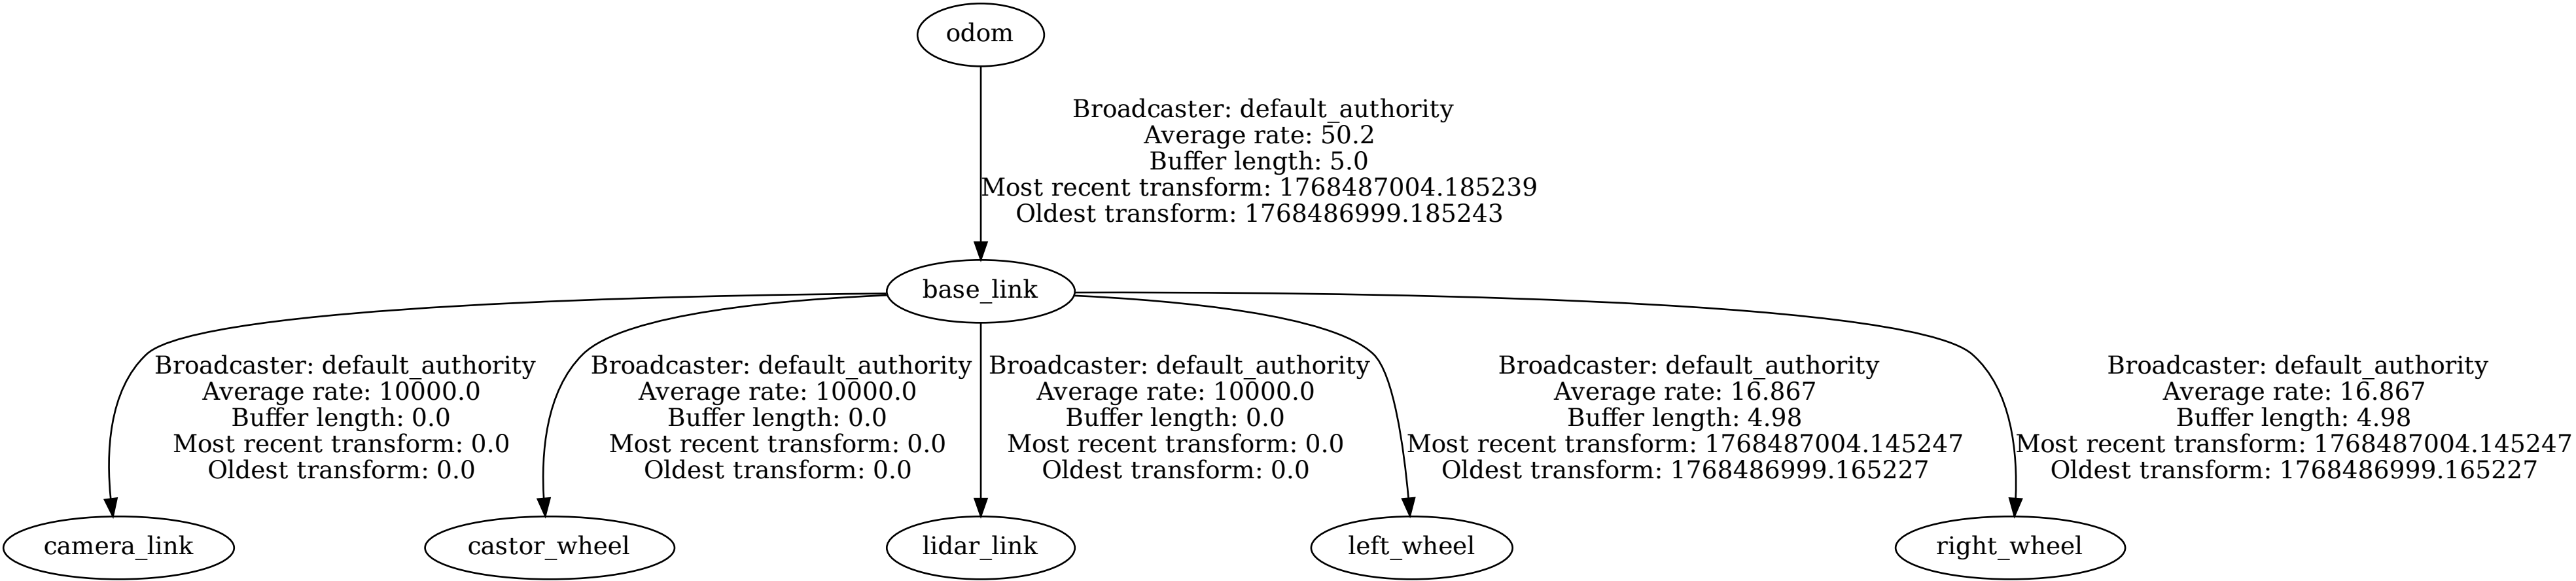 odom
Broadcaster: default_authority
Average rate: 50.2
Buffer length: 5.0
Most recent transform: 1768487004.185239
Oldest transform: 1768486999.185243
base_link
Broadcaster: default_authority
Average rate: 10000.0
Buffer length: 0.0
Most recent transform: 0.0
Oldest transform: 0.0
Broadcaster: default_authority
Average rate: 10000.0
Buffer length: 0.0
Most recent transform: 0.0
Oldest transform: 0.0
Broadcaster: default_authority
Average rate: 10000.0
Buffer length: 0.0
Most recent transform: 0.0
Oldest transform: 0.0
Broadcaster: default_authority
Average rate: 16.867
Buffer length: 4.98
Most recent transform: 1768487004.145247
Oldest transform: 1768486999.165227
Broadcaster: default_authority
Average rate: 16.867
Buffer length: 4.98
Most recent transform: 1768487004.145247
Oldest transform: 1768486999.165227
camera_link
castor_wheel
lidar_link
left_wheel
right_wheel